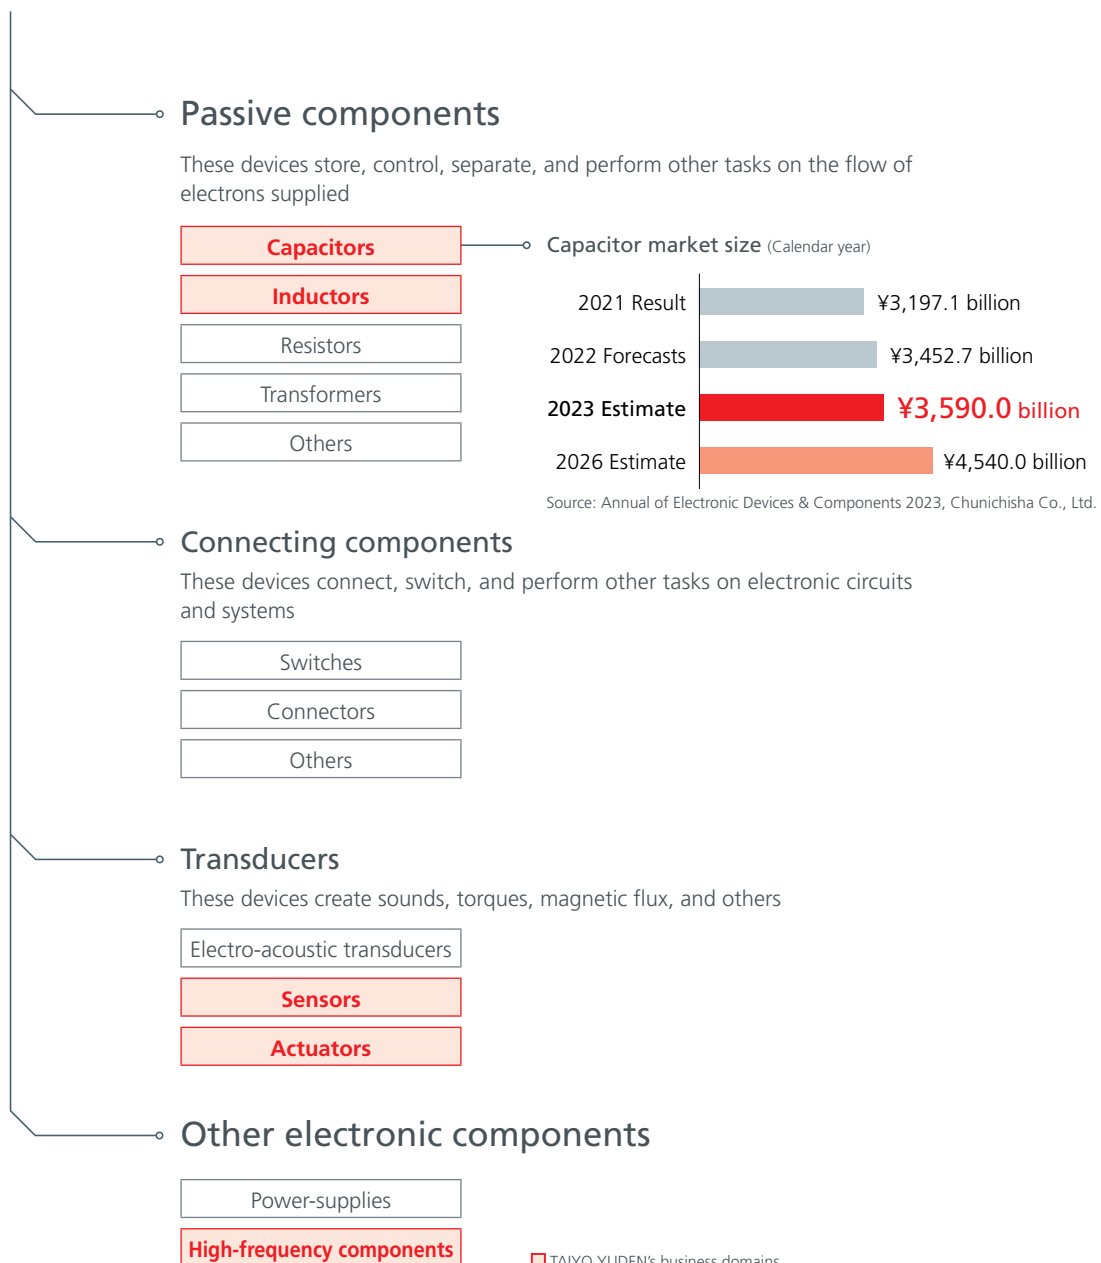 Passive components
These devices store, control, separate, and perform other tasks on the flow of
electrons supplied
Capacitors
Inductors
Resistors
Transformers
Others
Capacitor market size (Calendar year)
2021 Result ¥3,197.1 billion
2022 Forecasts ¥3,452.7 billion
2023 Estimate ¥3,590.0 billion
2026 Estimate ¥4,540.0 billion
Source: Annual of Electronic Devices & Components 2023, Chunichisha Co., Ltd.
Connecting components
These devices connect, switch, and perform other tasks on electronic circuits
and systems
Switches
Connectors
Others
Transducers
These devices create sounds, torques, magnetic flux, and others
Electro-acoustic transducers
Sensors
Actuators
Other electronic components
Power-supplies
High-frequency components
TAIYO YUDEN's business domains